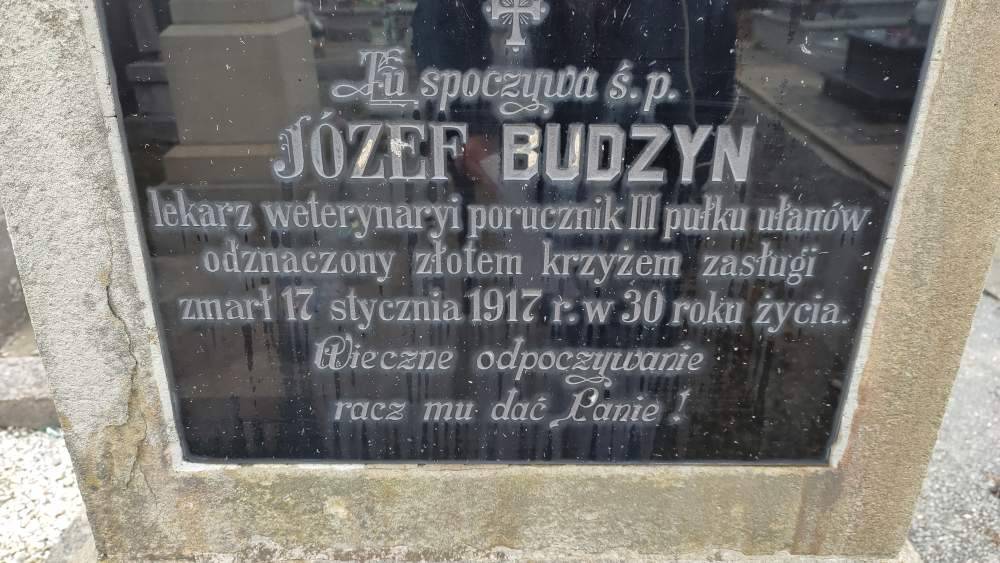 Tu spoczywa ś.p.
JÓZEF BUDZYN
lekarz weterynaryi porucznik III pułku ułanów
odznaczony złotem krzyżem zasługi
zmarł 17 stycznia 1917 r. w 30 roku życia.
Wieczne odpoczywanie
racz mu dać Panie!